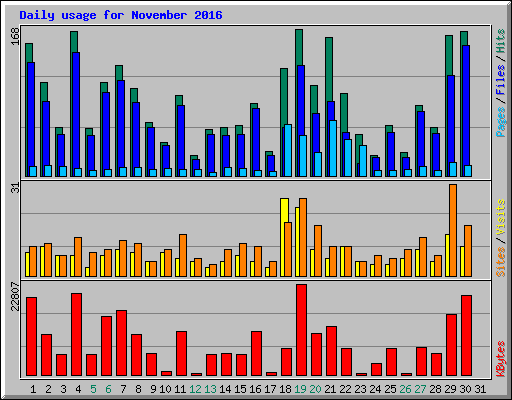 Daily usage for November 2016
168
Pages / Files / Hits
31
Sites / Visits
22807
KBytes
1 2 3 4 5 6 7 8 9 10 11 12 13 14 15 16 17 18 19 20 21 22 23 24 25 26 27 28 29 30 31